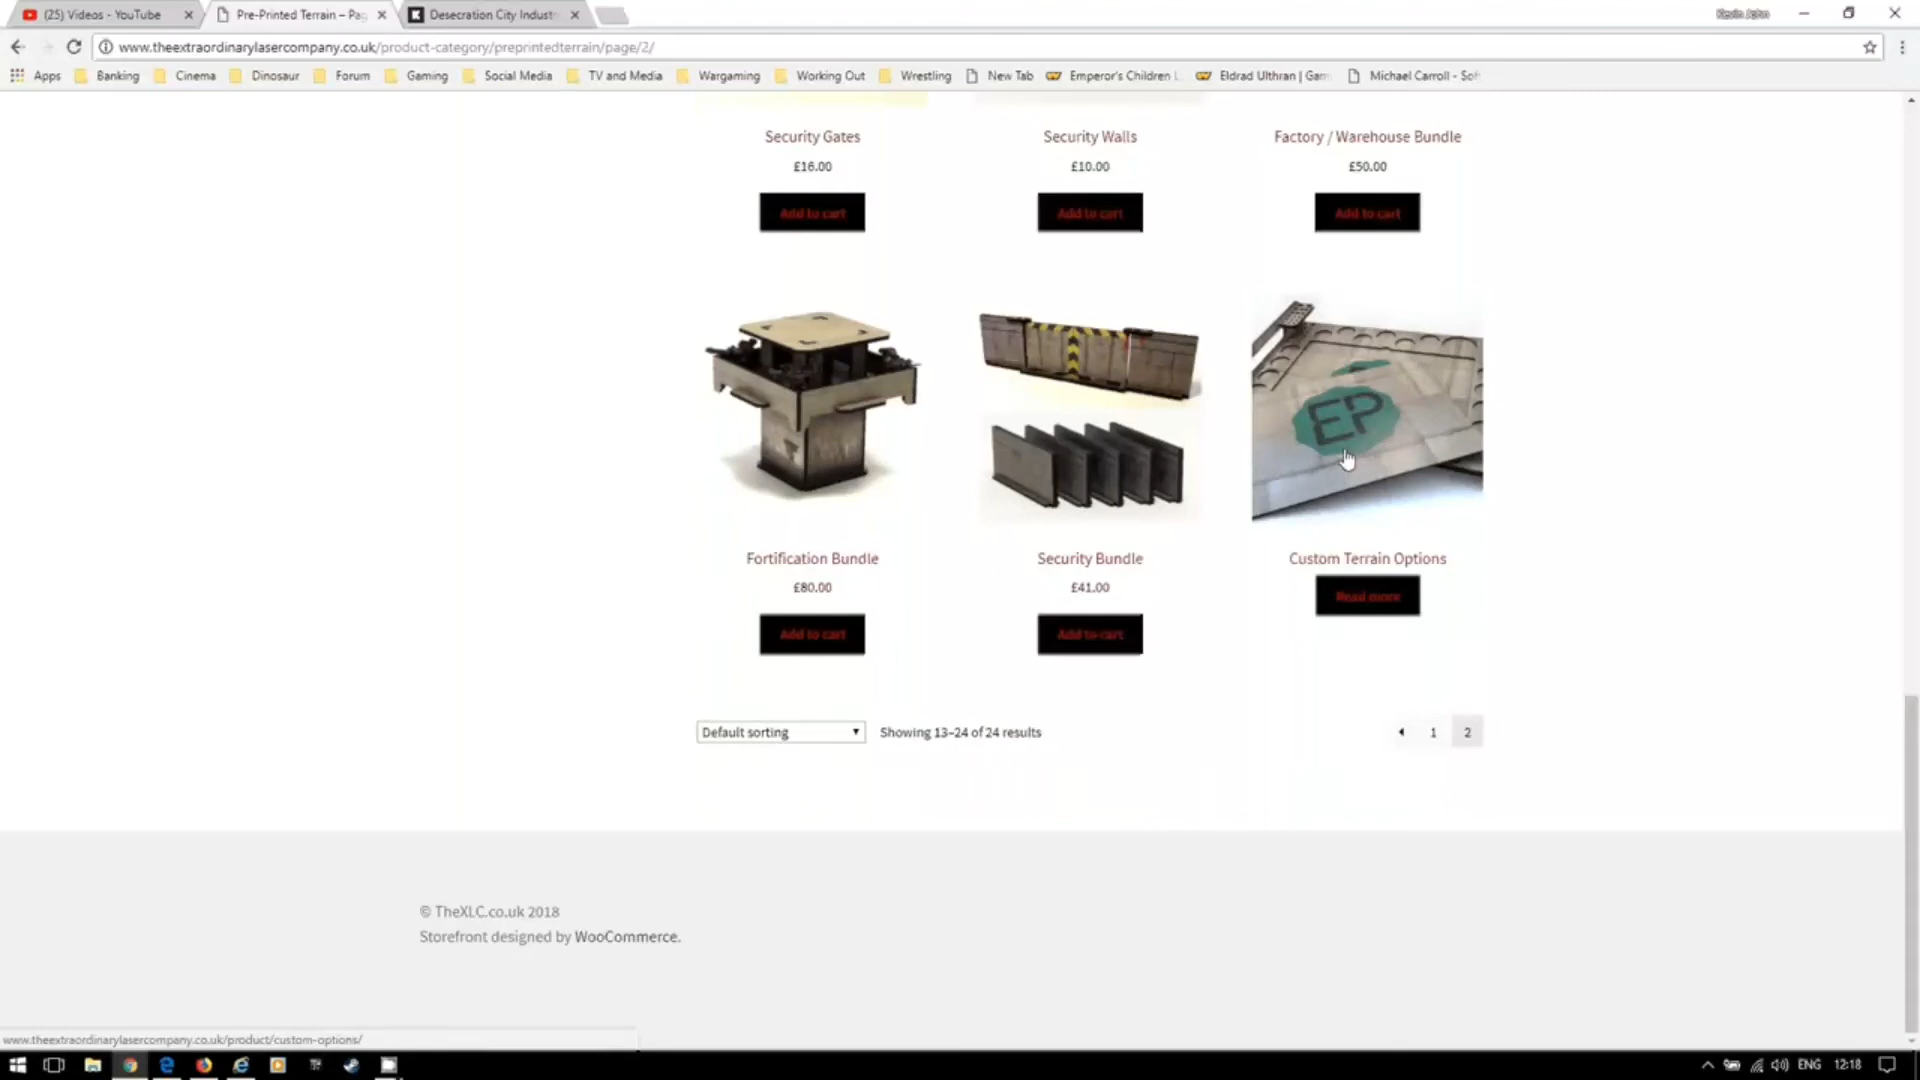 (25) Videos - YouTube
Pre-Printed Terrain – Pag
Desecration City Indust
Kevin John
www.theextraordinarylasercompany.co.uk/product-category/preprintedterrain/page/2/
Apps
Banking
Cinema
Dinosaur
Forum
Gaming
Social Media
TV and Media
Wargaming
Working Out
Wrestling
New Tab
Emperor's Children L
Eldrad Ulthran | Gam
Michael Carroll - Sof
Security Gates
£16.00
Add to cart
Security Walls
£10.00
Add to cart
Factory / Warehouse Bundle
£50.00
Add to cart
EP
Fortification Bundle
£80.00
Add to cart
Security Bundle
£41.00
Add to cart
Custom Terrain Options
Read more
Default sorting
Showing 13–24 of 24 results
1
2
© TheXLC.co.uk 2018
Storefront designed by WooCommerce.
www.theextraordinarylasercompany.co.uk/product/custom-options/
ENG
12:18